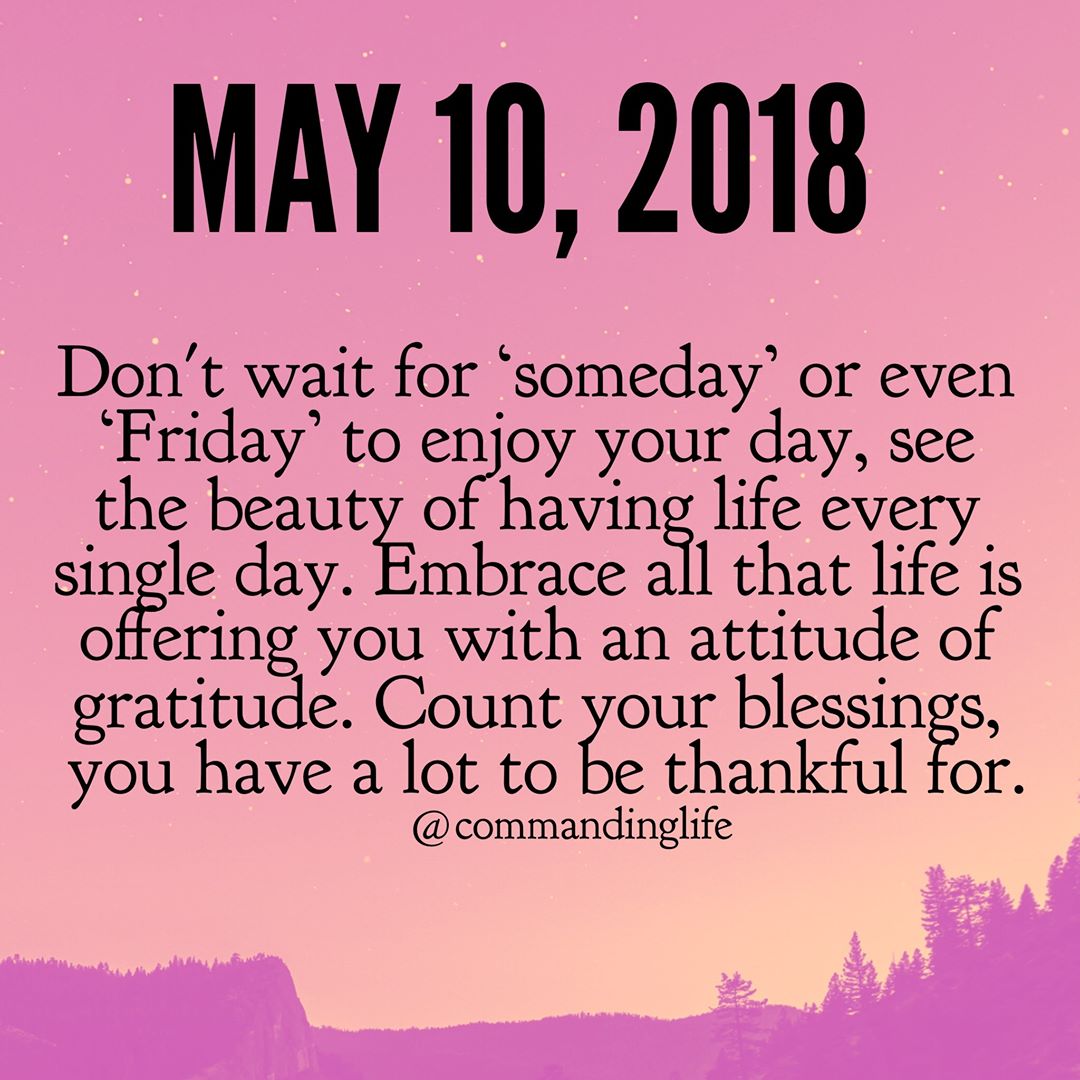 MAY 10, 2018
Don't wait for ‘someday’ or even
‘Friday’ to enjoy your day, see
the beauty of having life every
single day. Embrace all that life is
offering you with an attitude of
gratitude. Count your blessings,
you have a lot to be thankful for.
@commandinglife